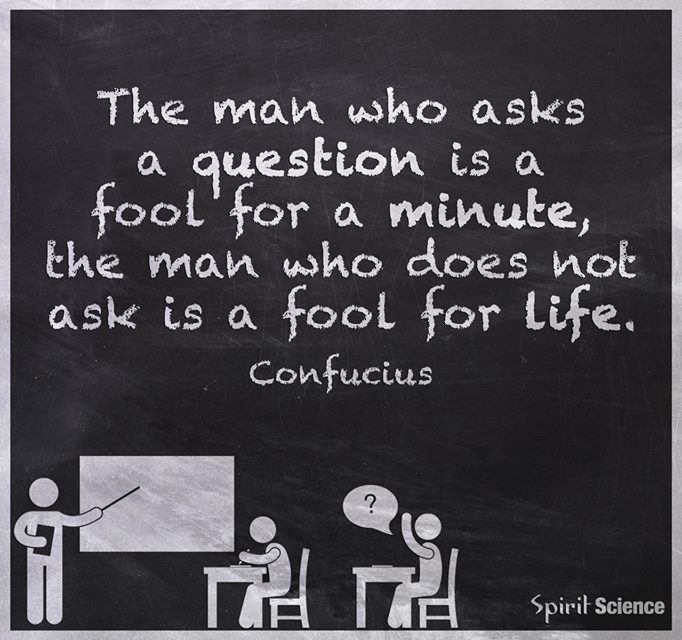 The man who asks
a question is a
fool for a minute,
the man who does not
ask is a fool for life.
Confucius
?
Spirit Science